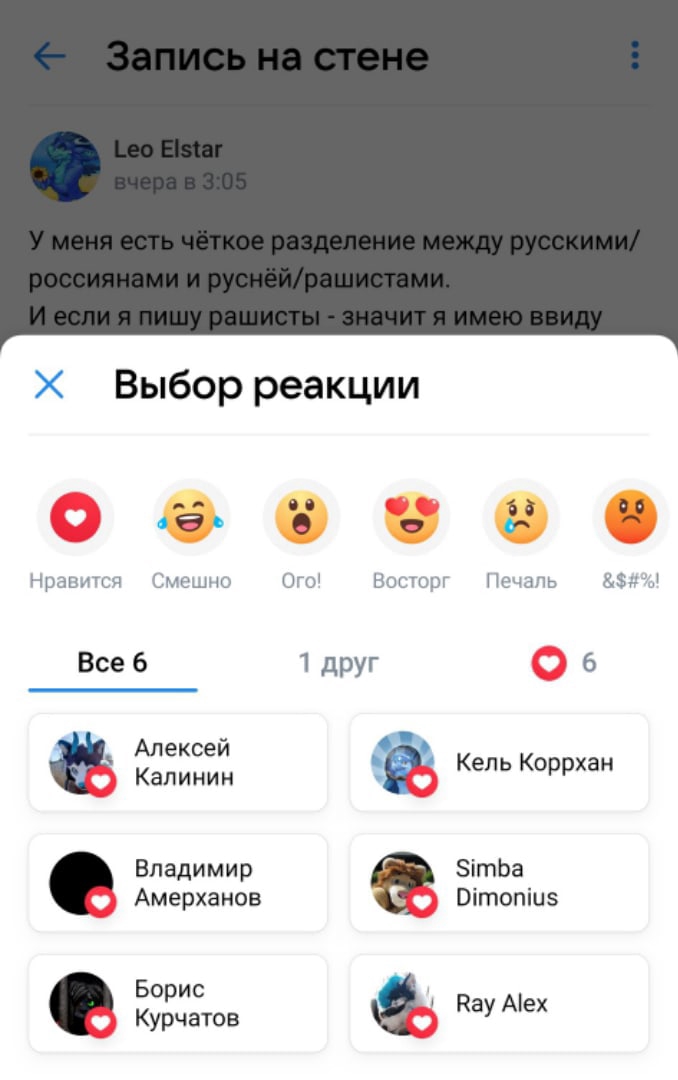 Запись на стене
Leo Elstar
вчера в 3:05
У меня есть чёткое разделение между русскими/
россиянами и руснёй/рашистами.
И если я пишу рашисты - значит я имею ввиду
Выбор реакции
Нравится
Смешно
Ого!
Восторг
Печаль
&$#%!
Все 6
1 друг
6
Алексей
Калинин
Кель Коррхан
Владимир
Амерханов
Simba
Dimonius
Борис
Курчатов
Ray Alex